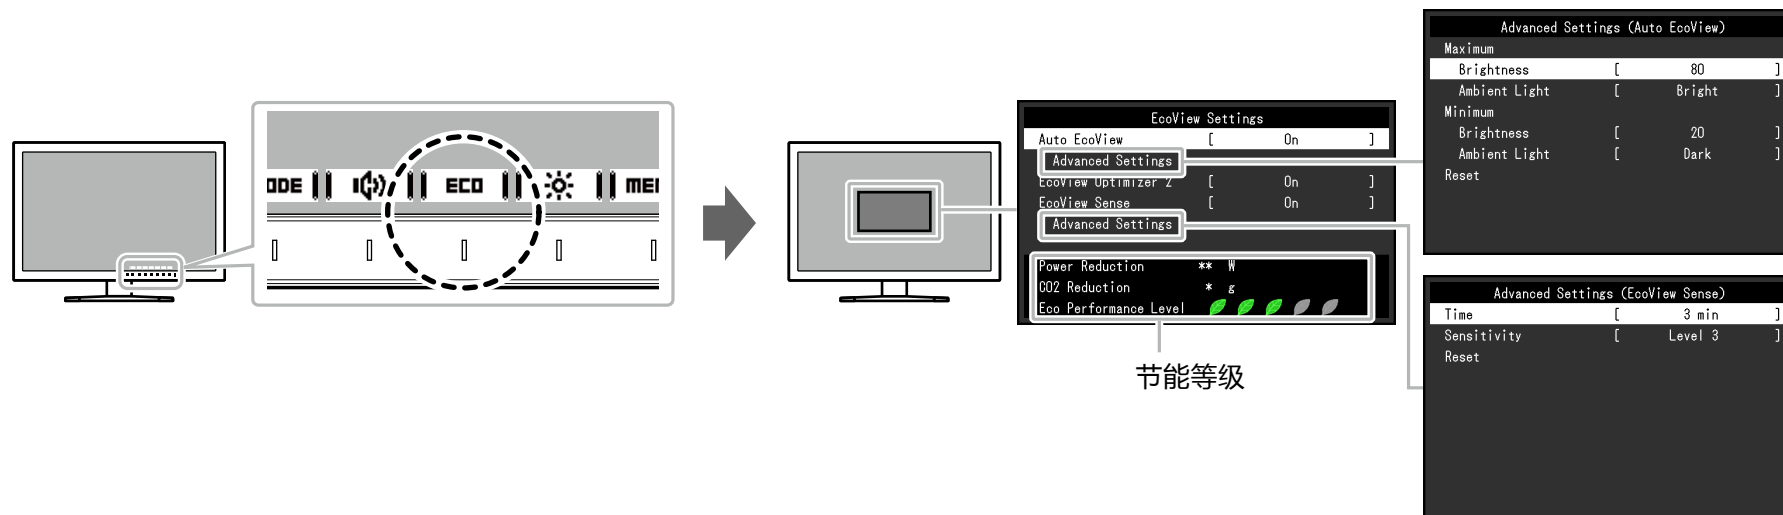 ODE
ECO
EcoView Settings
Auto EcoView [ On ]
Advanced Settings
EcoView Optimizer 2 [ On ]
EcoView Sense [ On ]
Advanced Settings
Power Reduction ** W
CO2 Reduction * g
Eco Performance Level
节能等级
Advanced Settings (Auto EcoView)
Maximum
Brightness [ 80 ]
Ambient Light [ Bright ]
Minimum
Brightness [ 20 ]
Ambient Light [ Dark ]
Reset
Advanced Settings (EcoView Sense)
Time [ 3 min ]
Sensitivity [ Level 3 ]
Reset